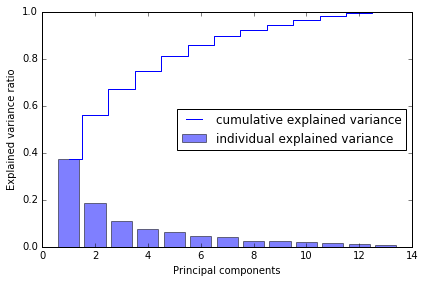 1.0
0.8
0.6
0.4
0.2
0.0
Explained variance ratio
cumulative explained variance
individual explained variance
0 2 4 6 8 10 12 14
Principal components